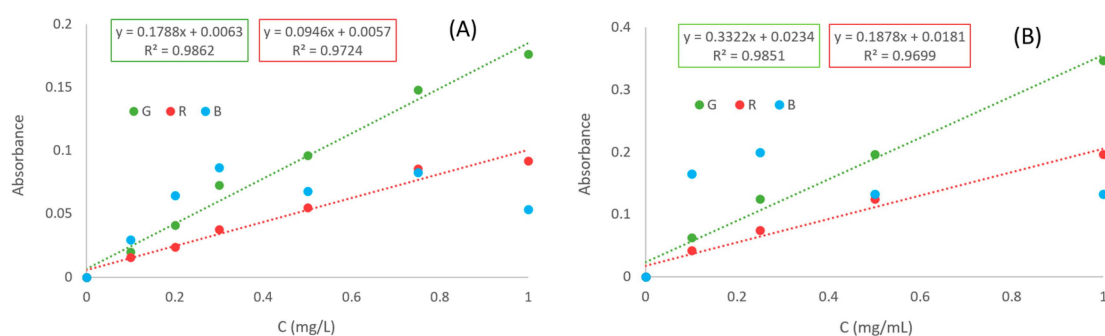 y = 0.1788x + 0.0063
R² = 0.9862
y = 0.0946x + 0.0057
R² = 0.9724
(A)
0.2
0.15
0.1
0.05
0
Absorbance
G R B
0 0.2 0.4 0.6 0.8 1
C (mg/L)
y = 0.3322x + 0.0234
R² = 0.9851
y = 0.1878x + 0.0181
R² = 0.9699
(B)
0.4
0.3
0.2
0.1
0
Absorbance
G R B
0 0.2 0.4 0.6 0.8 1
C (mg/mL)